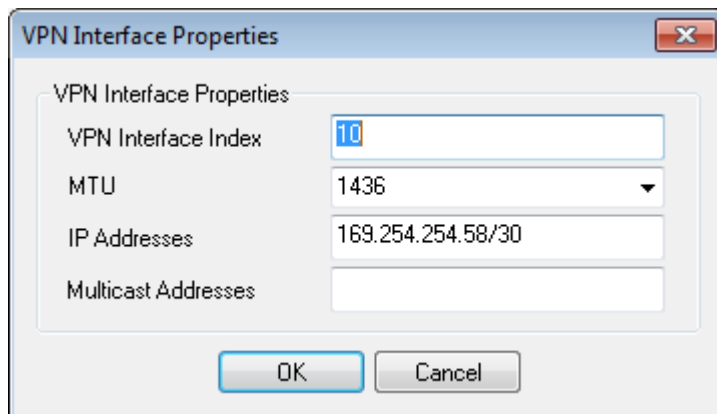 VPN Interface Properties
VPN Interface Properties
VPN Interface Index 10
MTU 1436
IP Addresses 169.254.254.58/30
Multicast Addresses
OK Cancel